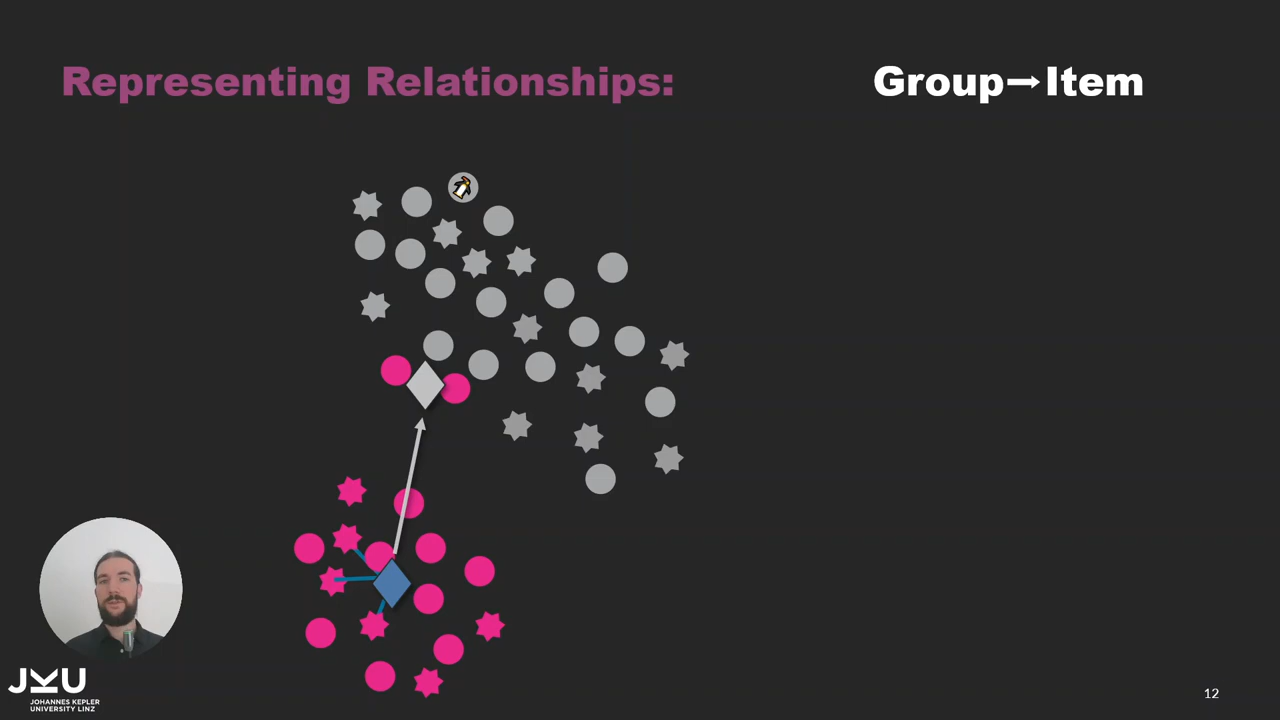 Representing Relationships:
Group→Item
JKU
JOHANNES KEPLER
UNIVERSITY LINZ
12